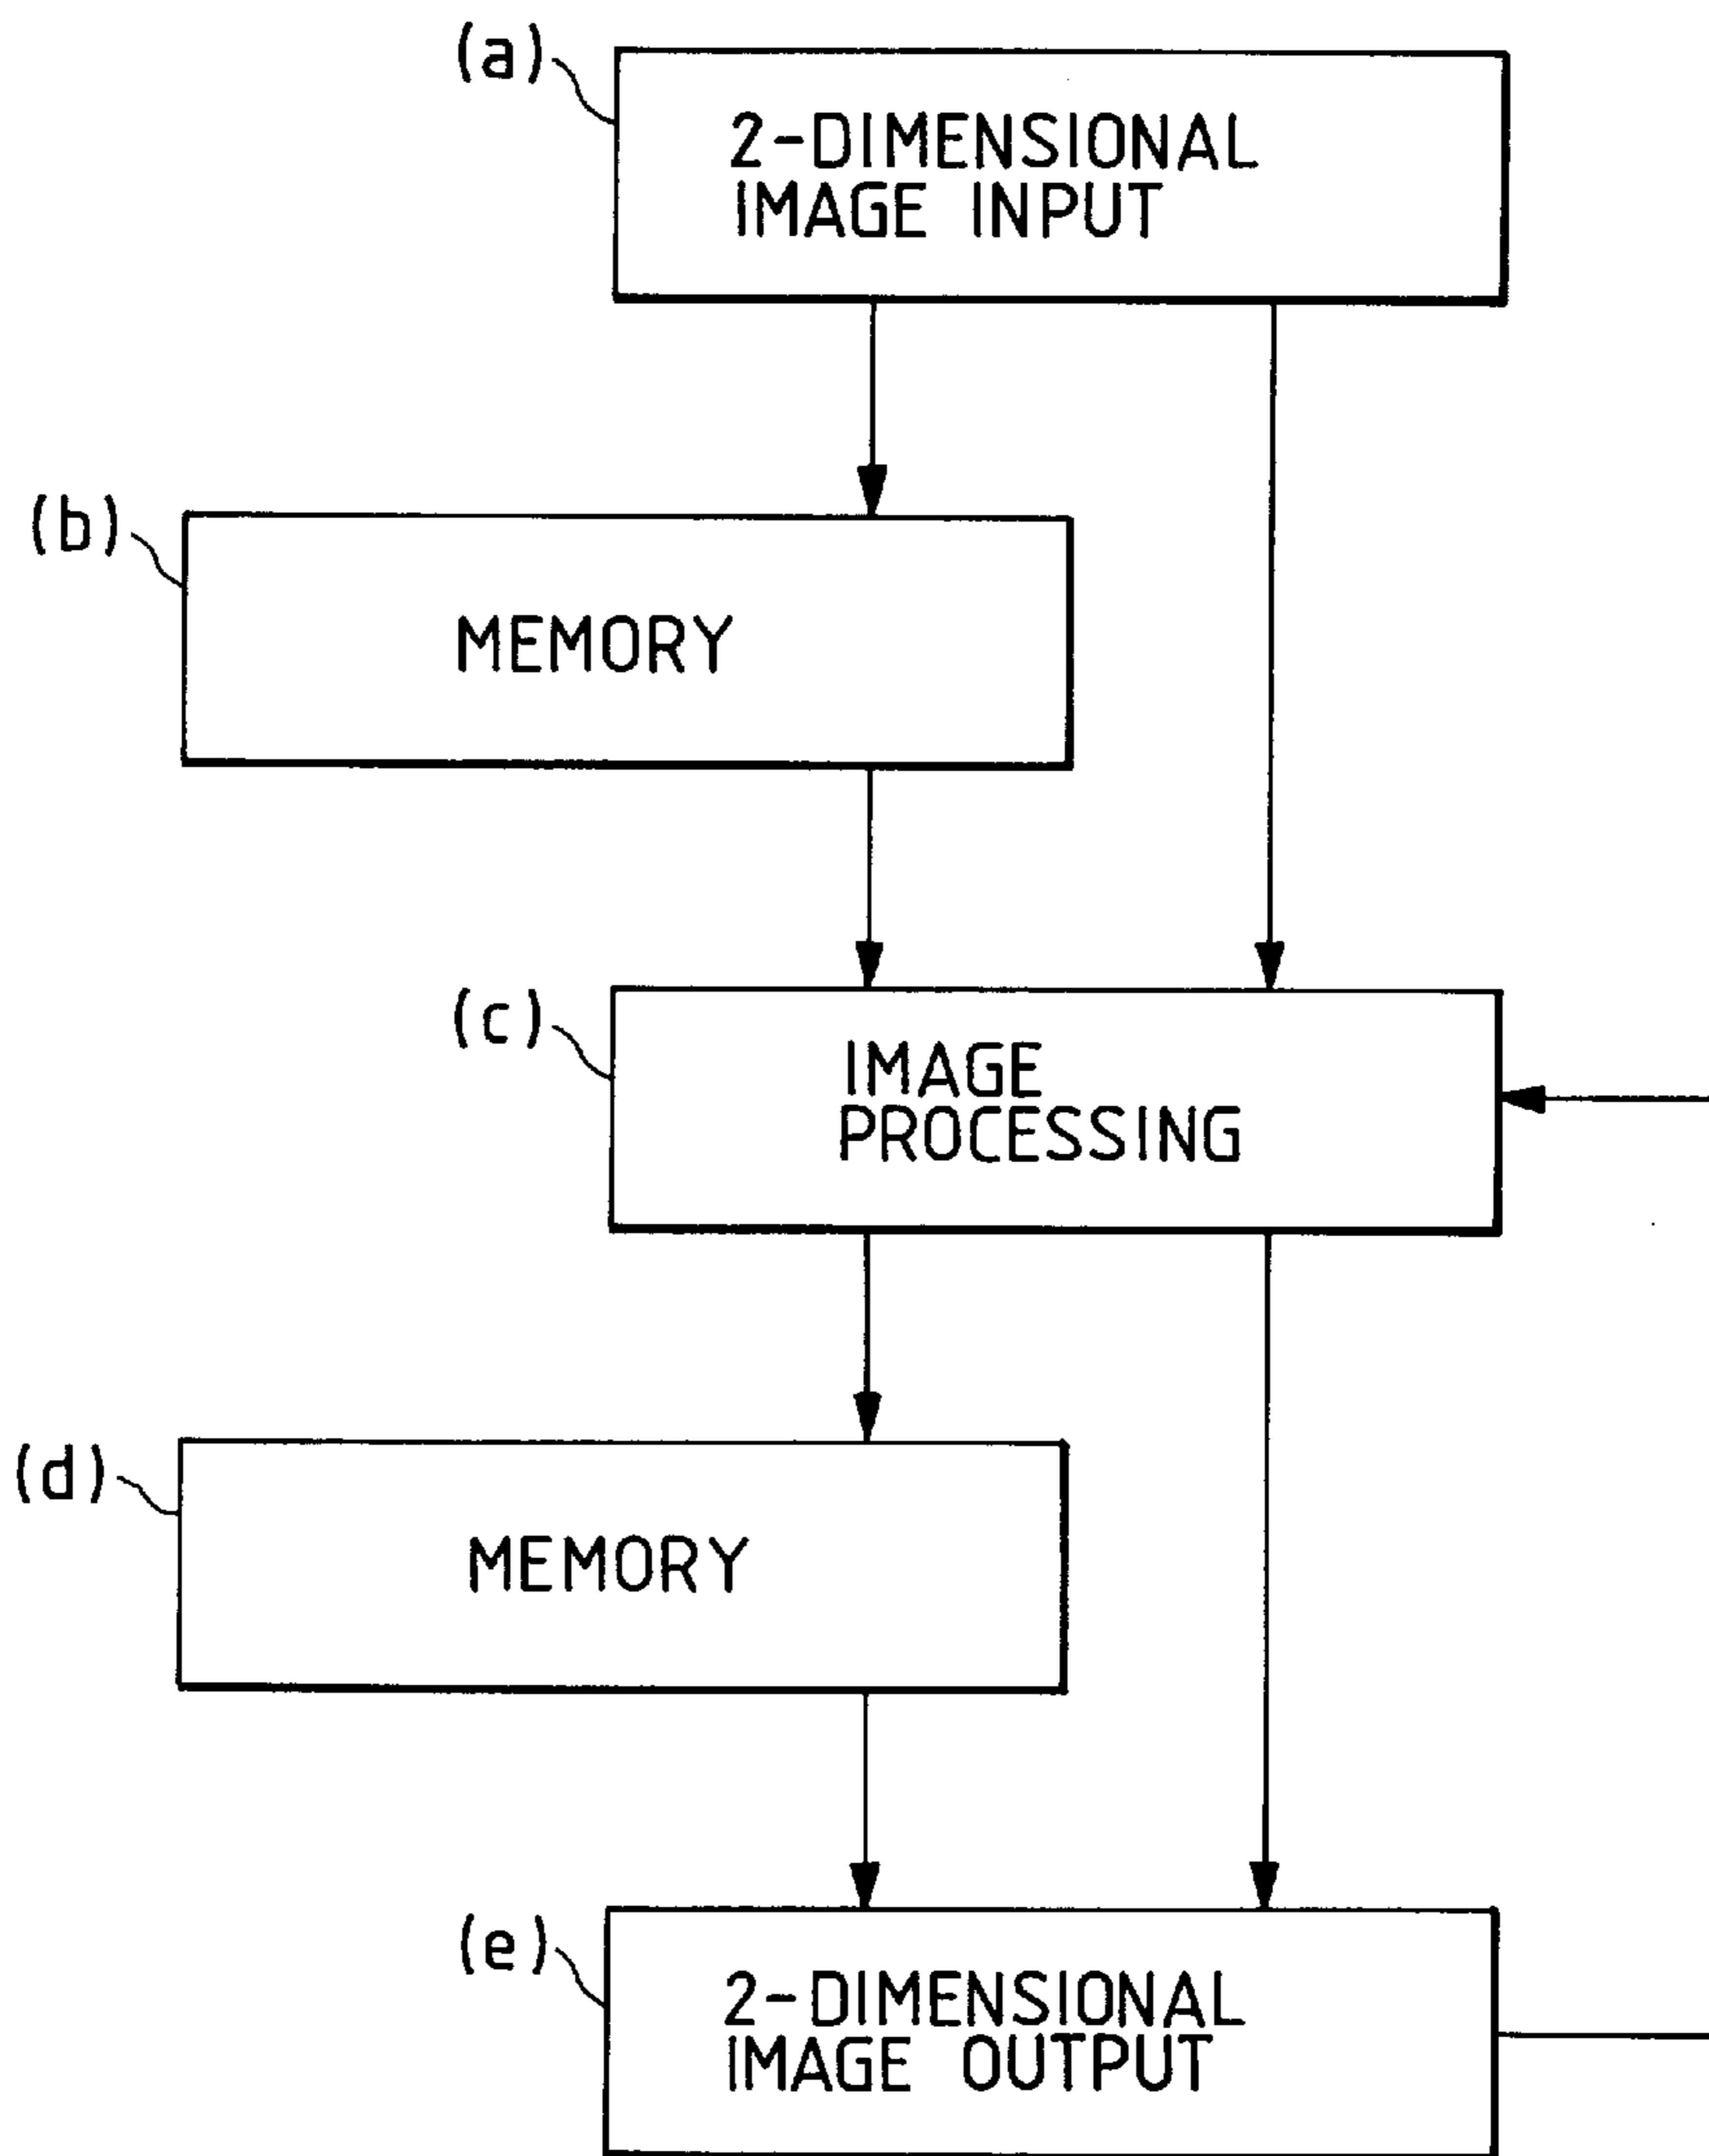 (a)
2-DIMENSIONAL
IMAGE INPUT
(b)
MEMORY
(c)
IMAGE
PROCESSING
(d)
MEMORY
(e)
2-DIMENSIONAL
IMAGE OUTPUT